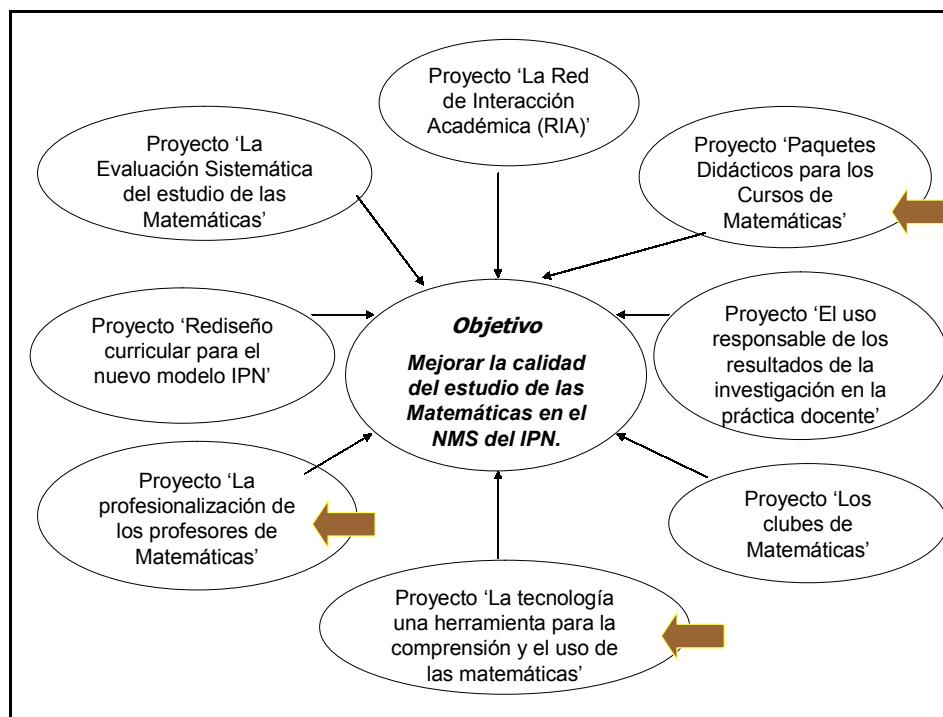 Proyecto ‘La Red
de Interacción
Académica (RIA)’
Proyecto ‘La
Evaluación Sistemática
del estudio de las
Matemáticas’
Proyecto ‘Paquetes
Didácticos para los
Cursos de
Matemáticas’
Proyecto ‘Rediseño
curricular para el
nuevo modelo IPN’
Objetivo
Mejorar la calidad
del estudio de las
Matemáticas en el
NMS del IPN.
Proyecto ‘El uso
responsable de los
resultados de la
investigación en la
práctica docente’
Proyecto ‘La
profesionalización de
los profesores de
Matemáticas’
Proyecto ‘Los
clubes de
Matemáticas’
Proyecto ‘La tecnología
una herramienta para la
comprensión y el uso de
las matemáticas’